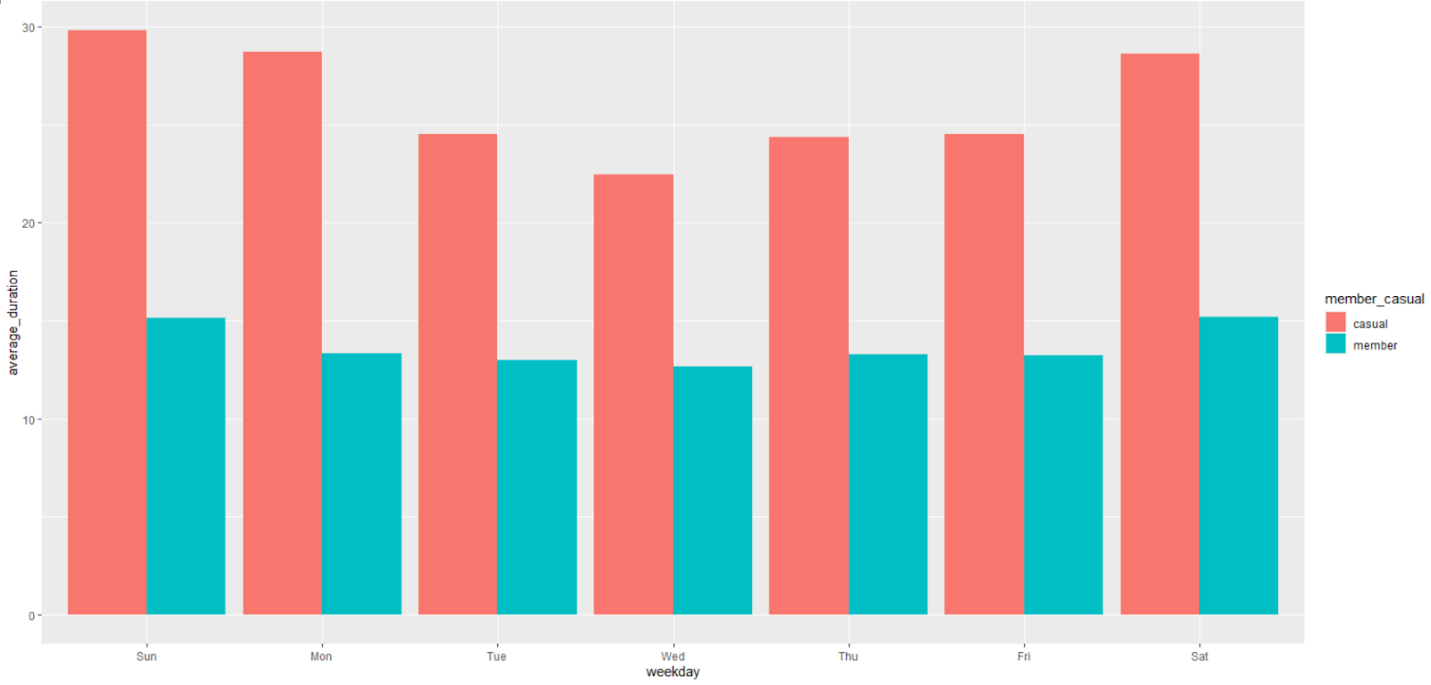 30
20
10
0
average_duration
Sun Mon Tue Wed Thu Fri Sat
weekday
member_casual
casual
member